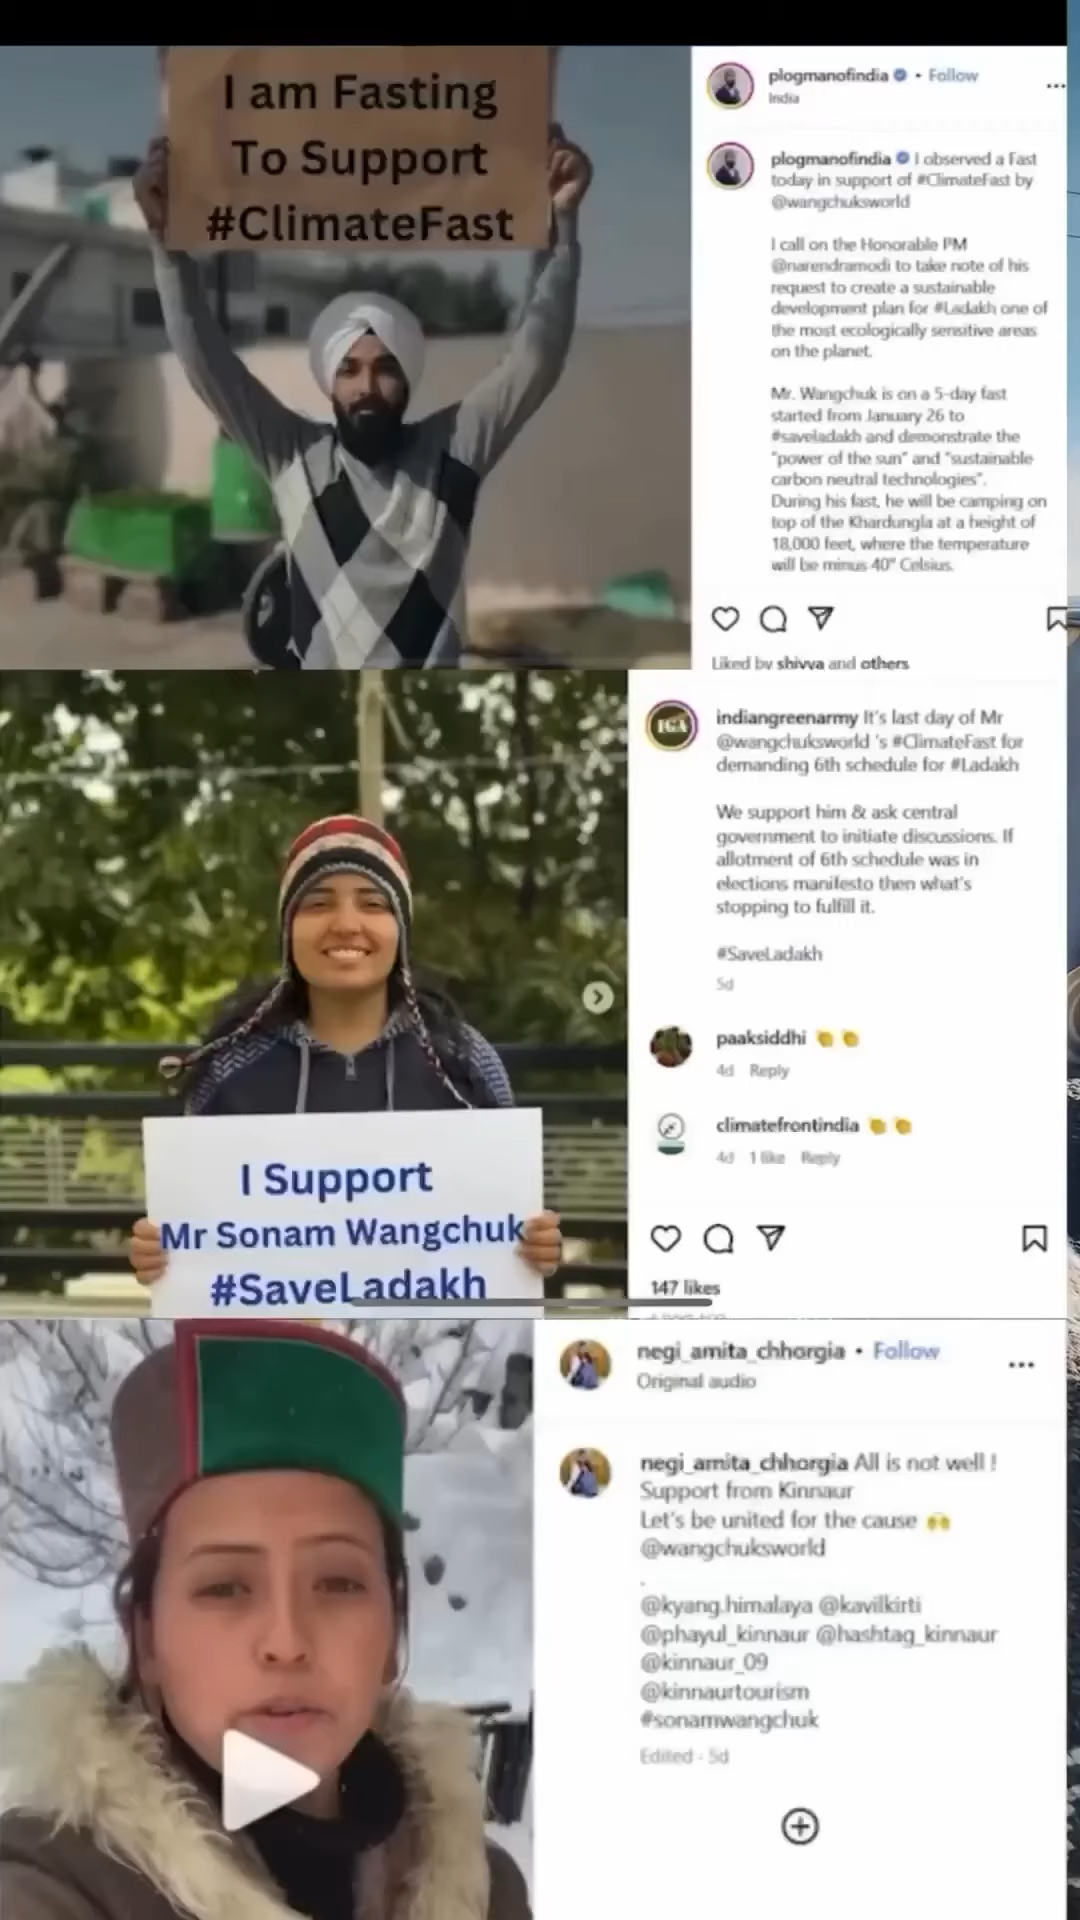 I am Fasting
To Support
#ClimateFast
plogmanofindia • Follow
India
plogmanofindia I observed a Fast
today in support of #ClimateFast by
@wangchuksworld
I call on the Honorable PM
@narendramodi to take note of his
request to create a sustainable
development plan for #Ladakh one of
the most ecologically sensitive areas
on the planet.
Mr. Wangchuk is on a 5-day fast
started from January 26 to
#saveladakh and demonstrate the
"power of the sun" and "sustainable
carbon neutral technologies".
During his fast, he will be camping on
top of the Khardungla at a height of
18,000 feet, where the temperature
will be minus 40° Celsius.
Liked by shivva and others
I Support
Mr Sonam Wangchuk
#SaveLadakh
IGA
indiangreenarmy It's last day of Mr
@wangchuksworld 's #ClimateFast for
demanding 6th schedule for #Ladakh
We support him & ask central
government to initiate discussions. If
allotment of 6th schedule was in
elections manifesto then what's
stopping to fulfill it.
#SaveLadakh
5d
paaksiddhi 👏 👏
4d Reply
climatefrontindia 👏 👏
4d 1 like Reply
147 likes
negi_amita_chhorgia • Follow
Original audio
negi_amita_chhorgia All is not well !
Support from Kinnaur
Let's be united for the cause 🙌
@wangchuksworld
.
@kyang.himalaya @kavilkirti
@phayul_kinnaur @hashtag_kinnaur
@kinnaur_09
@kinnaurtourism
#sonamwangchuk
Edited · 5d